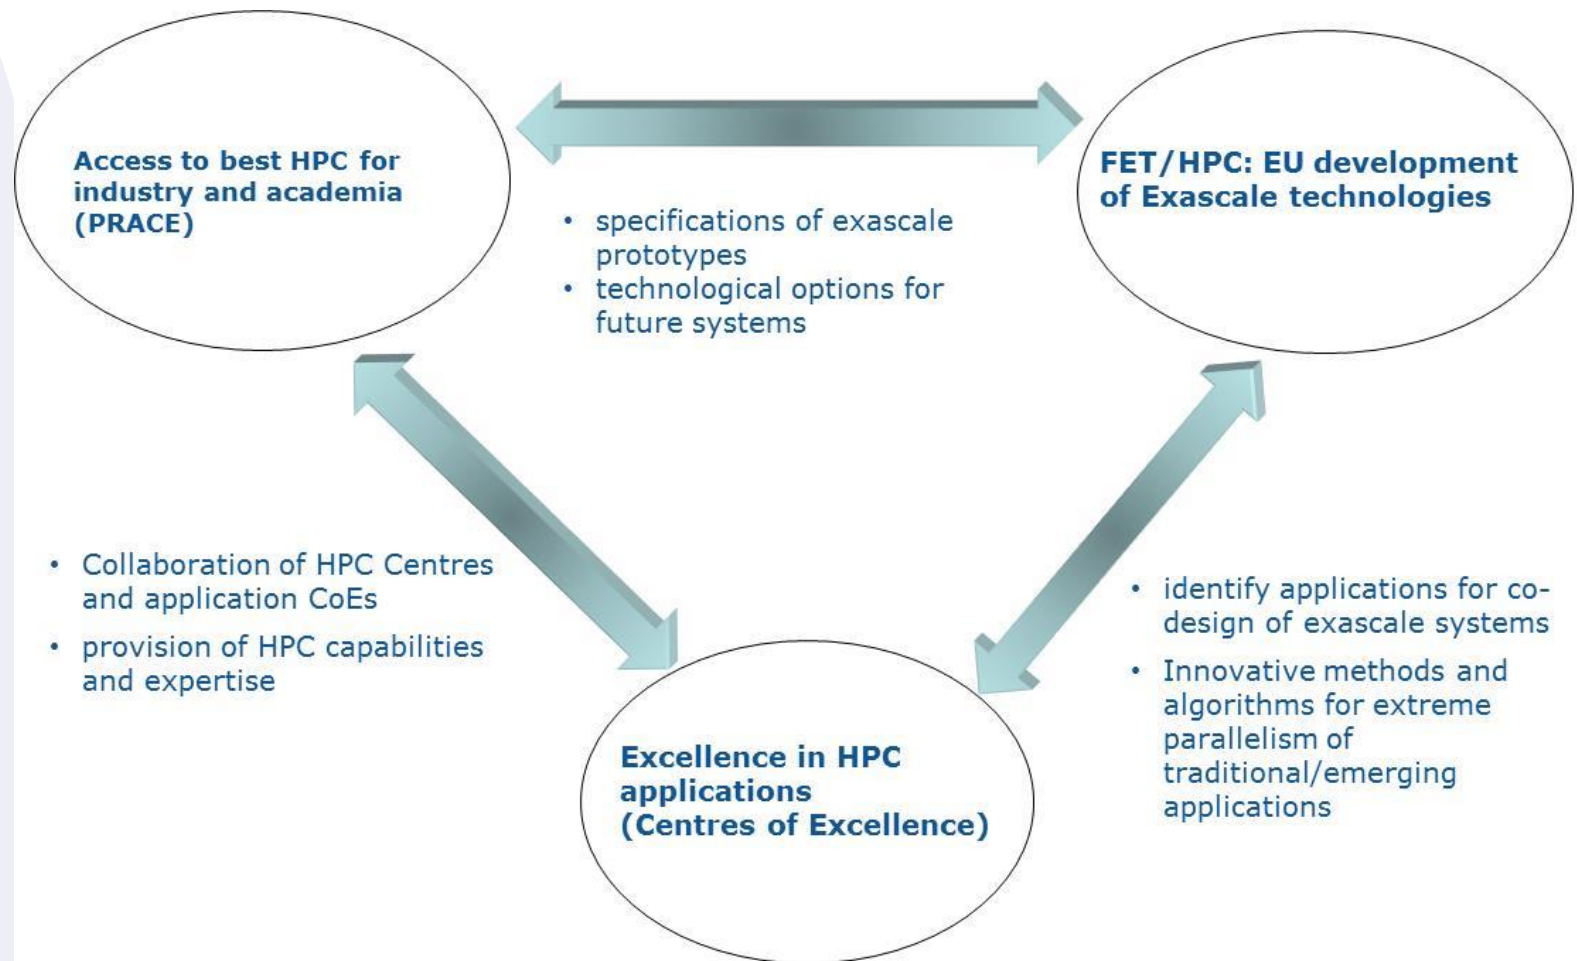 Access to best HPC for
industry and academia
(PRACE)
FET/HPC: EU development
of Exascale technologies
• specifications of exascale
prototypes
• technological options for
future systems
• Collaboration of HPC Centres
and application CoEs
• provision of HPC capabilities
and expertise
• identify applications for co-
design of exascale systems
• Innovative methods and
algorithms for extreme
parallelism of
traditional/emerging
applications
Excellence in HPC
applications
(Centres of Excellence)